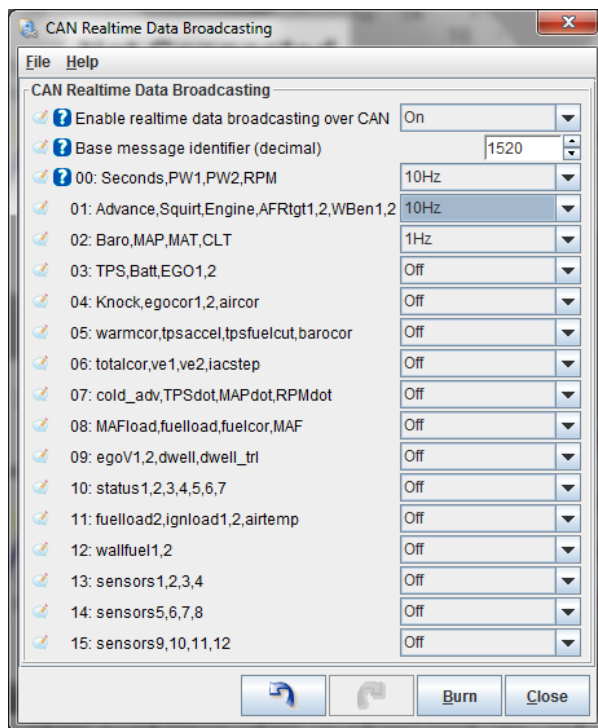 CAN Realtime Data Broadcasting
File Help
CAN Realtime Data Broadcasting
Enable realtime data broadcasting over CAN On
Base message identifier (decimal) 1520
00: Seconds,PW1,PW2,RPM 10Hz
01: Advance,Squirt,Engine,AFRtgt1,2,WBen1,2 10Hz
02: Baro,MAP,MAT,CLT 1Hz
03: TPS,Batt,EGO1,2 Off
04: Knock,egocor1,2,aircor Off
05: warmcor,tpsaccel,tpsfuelcut,barocor Off
06: totalcor,ve1,ve2,iacstep Off
07: cold_adv,TPSdot,MAPdot,RPMdot Off
08: MAFload,fuelload,fuelcor,MAF Off
09: egoV1,2,dwell,dwell_trl Off
10: status1,2,3,4,5,6,7 Off
11: fuelload2,ignload1,2,airtemp Off
12: wallfuel1,2 Off
13: sensors1,2,3,4 Off
14: sensors5,6,7,8 Off
15: sensors9,10,11,12 Off
Burn Close